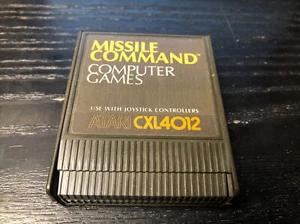 MISSILE
COMMAND
COMPUTER
GAMES
USE WITH JOYSTICK CONTROLLERS
ATARI CXL4012